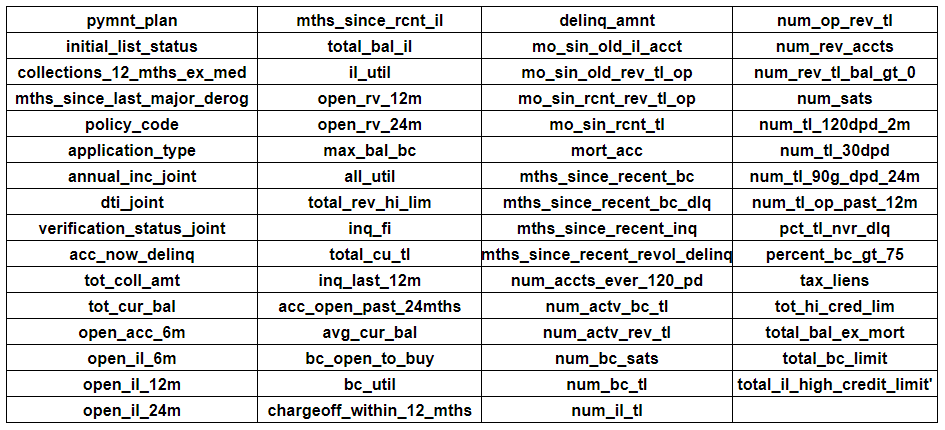 pymnt_plan mths_since_rcnt_il delinq_amnt num_op_rev_tl
initial_list_status total_bal_il mo_sin_old_il_acct num_rev_accts
collections_12_mths_ex_med il_util mo_sin_old_rev_tl_op num_rev_tl_bal_gt_0
mths_since_last_major_derog open_rv_12m mo_sin_rcnt_rev_tl_op num_sats
policy_code open_rv_24m mo_sin_rcnt_tl num_tl_120dpd_2m
application_type max_bal_bc mort_acc num_tl_30dpd
annual_inc_joint all_util mths_since_recent_bc num_tl_90g_dpd_24m
dti_joint total_rev_hi_lim mths_since_recent_bc_dlq num_tl_op_past_12m
verification_status_joint inq_fi mths_since_recent_inq pct_tl_nvr_dlq
acc_now_delinq total_cu_tl mths_since_recent_revol_delinq percent_bc_gt_75
tot_coll_amt inq_last_12m num_accts_ever_120_pd tax_liens
tot_cur_bal acc_open_past_24mths num_actv_bc_tl tot_hi_cred_lim
open_acc_6m avg_cur_bal num_actv_rev_tl total_bal_ex_mort
open_il_6m bc_open_to_buy num_bc_sats total_bc_limit
open_il_12m bc_util num_bc_tl total_il_high_credit_limit'
open_il_24m chargeoff_within_12_mths num_il_tl